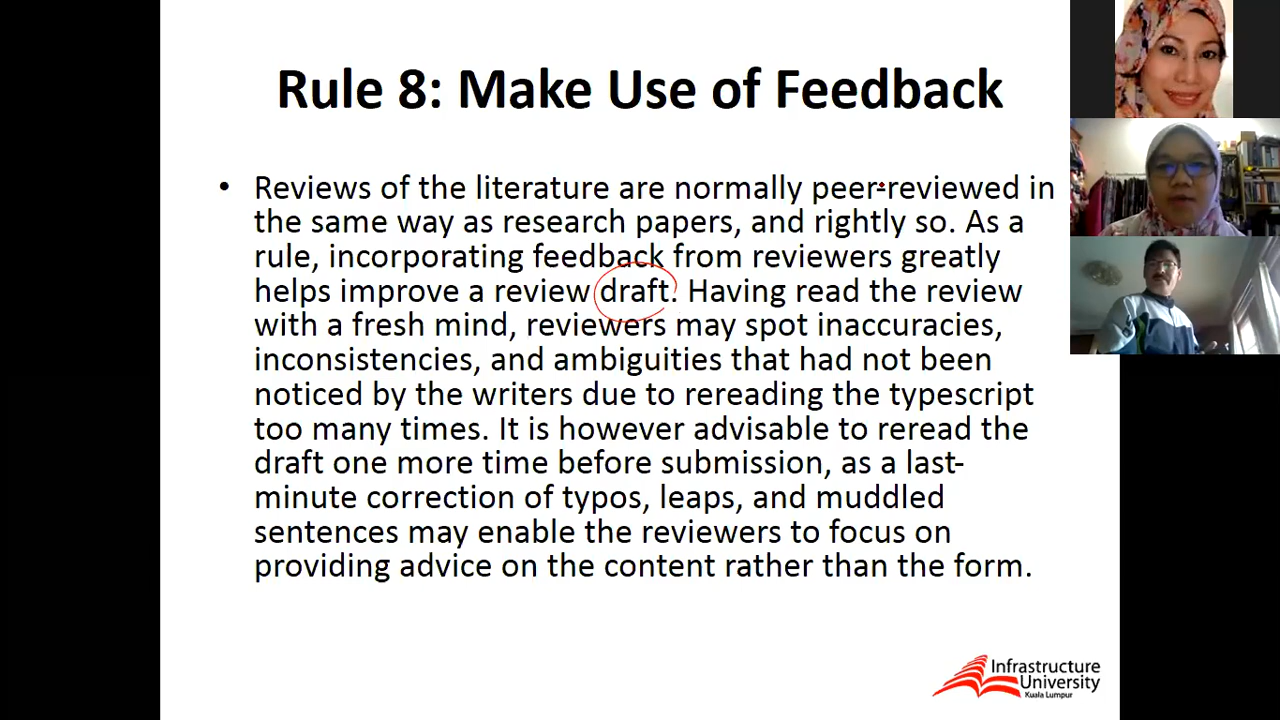 Rule 8: Make Use of Feedback
• Reviews of the literature are normally peer-reviewed in
the same way as research papers, and rightly so. As a
rule, incorporating feedback from reviewers greatly
helps improve a review draft. Having read the review
with a fresh mind, reviewers may spot inaccuracies,
inconsistencies, and ambiguities that had not been
noticed by the writers due to rereading the typescript
too many times. It is however advisable to reread the
draft one more time before submission, as a last-
minute correction of typos, leaps, and muddled
sentences may enable the reviewers to focus on
providing advice on the content rather than the form.
Infrastructure
University
Kuala Lumpur